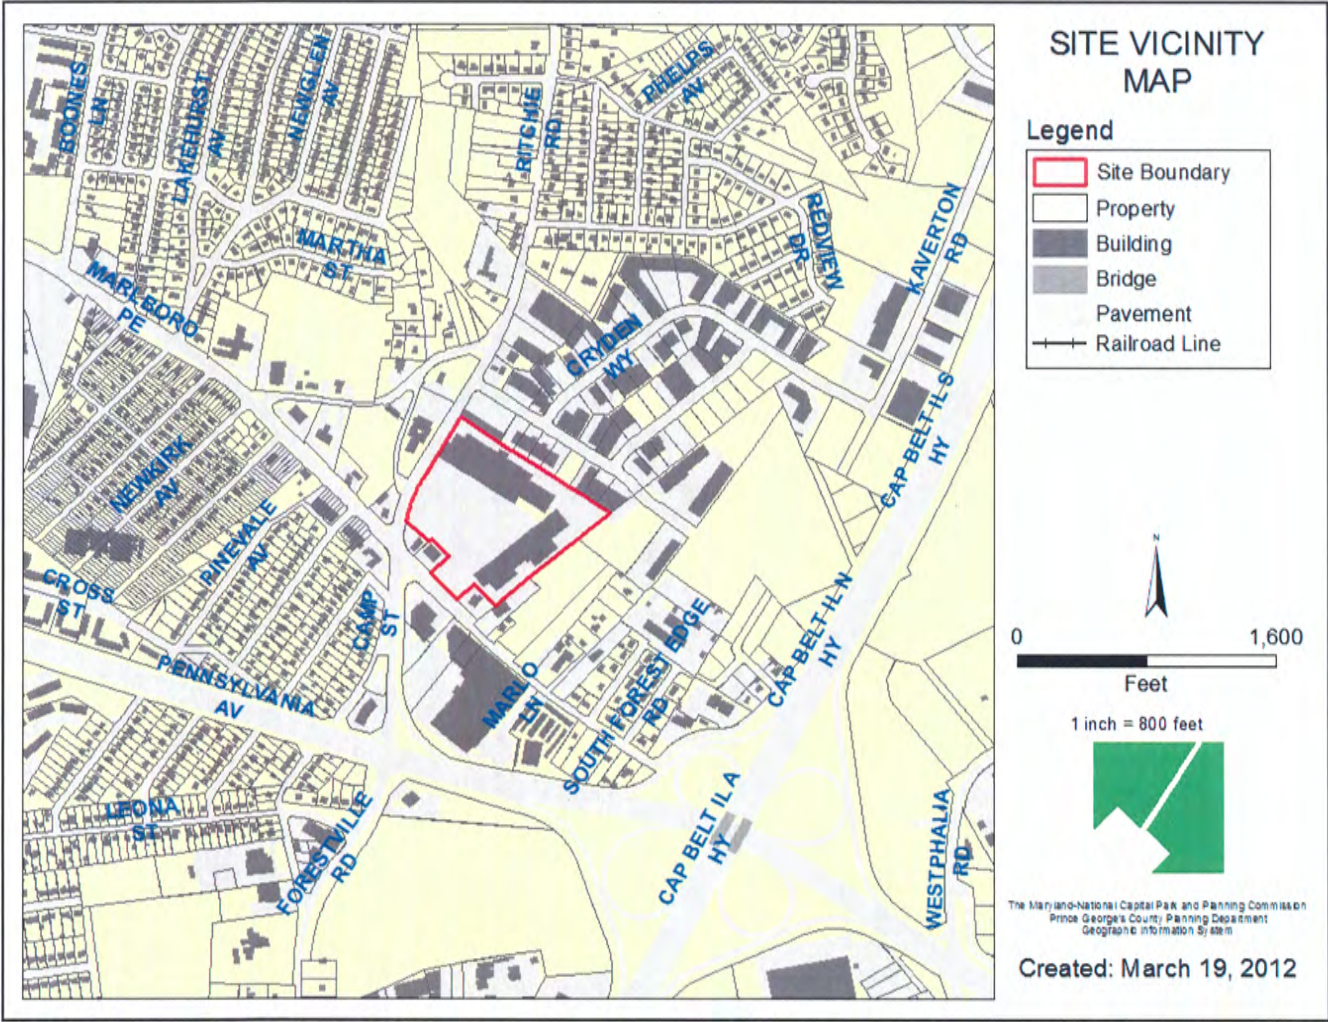 SITE VICINITY
MAP
Legend
Site Boundary
Property
Building
Bridge
Pavement
Railroad Line
N
0 1,600
Feet
1 inch = 800 feet
The Maryland-National Capital Park and Planning Commission
Prince George's County Planning Department
Geographic Information System
Created: March 19, 2012
BOONES
LN
LAKEHURST
AV
NEWGLEN
AV
RITCHIE
RD
PHELPS
AV
MARTHA
ST
REDVIEW
DR
KAVERTON
RD
MARLBORO
PE
CRYDEN
WY
CAP BELT IL S
HY
NEWKIRK
AV
PINEVALE
AV
CROSS
ST
CAMP
ST
PENNSYLVANIA
AV
MARLO
LN
SOUTH FOREST EDGE
RD
CAP BELT IL N
HY
LEONA
ST
FORESTVILLE
RD
CAP BELT IL A
HY
WESTPHALIA
RD